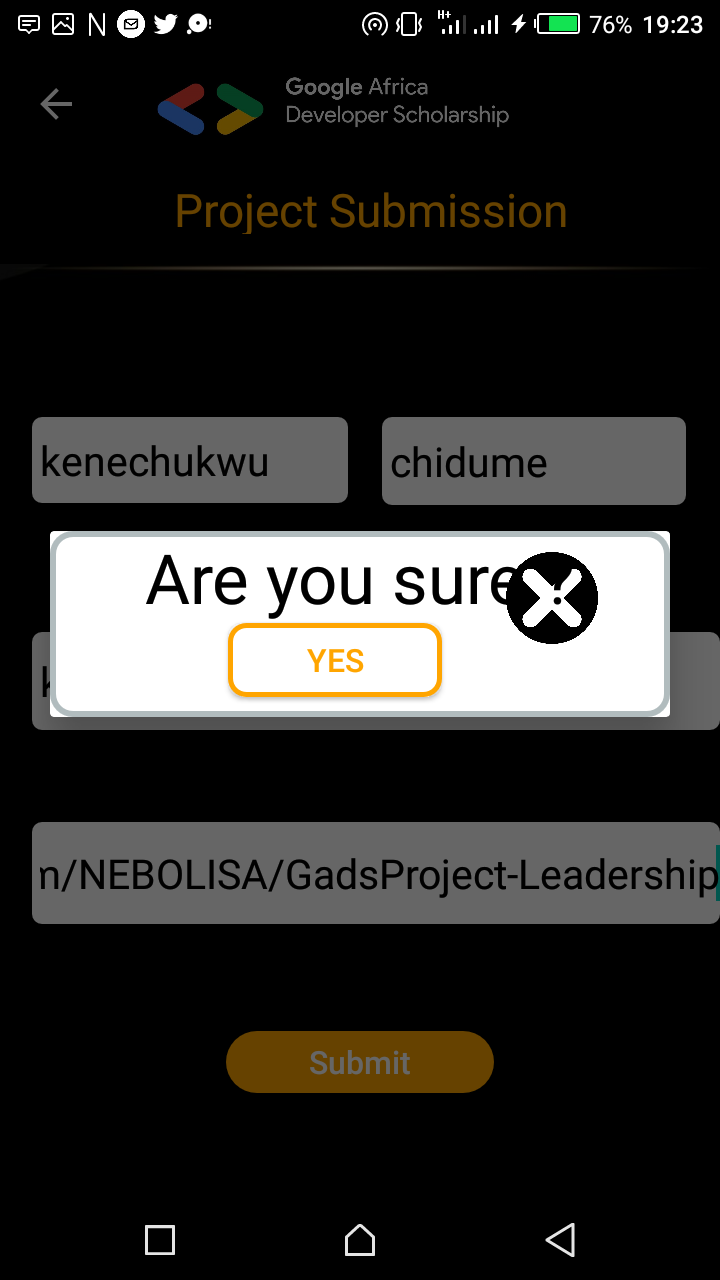 H+ 76% 19:23
Google Africa
Developer Scholarship
Project Submission
kenechukwu chidume
Are you sure
YES
n/NEBOLISA/GadsProject-Leadership
Submit